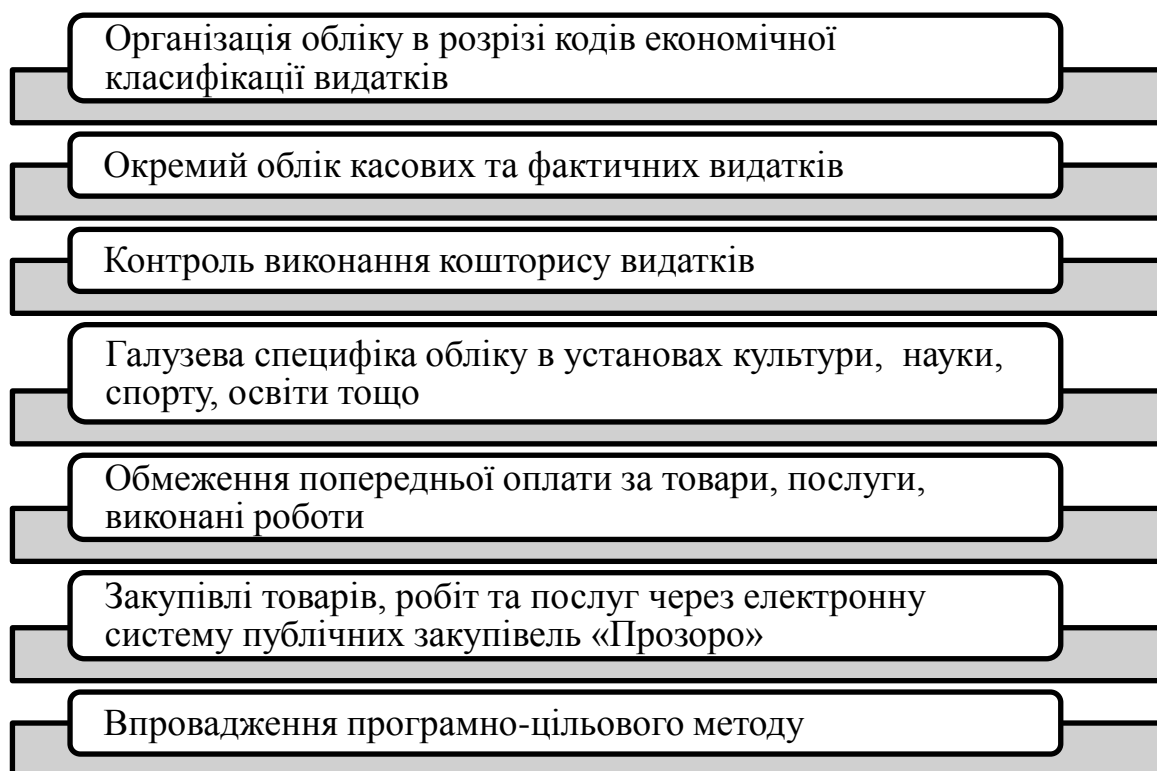 Організація обліку в розрізі кодів економічної
класифікації видатків
Окремий облік касових та фактичних видатків
Контроль виконання кошторису видатків
Галузева специфіка обліку в установах культури, науки,
спорту, освіти тощо
Обмеження попередньої оплати за товари, послуги,
виконані роботи
Закупівлі товарів, робіт та послуг через електронну
систему публічних закупівель «Прозоро»
Впровадження програмно-цільового методу